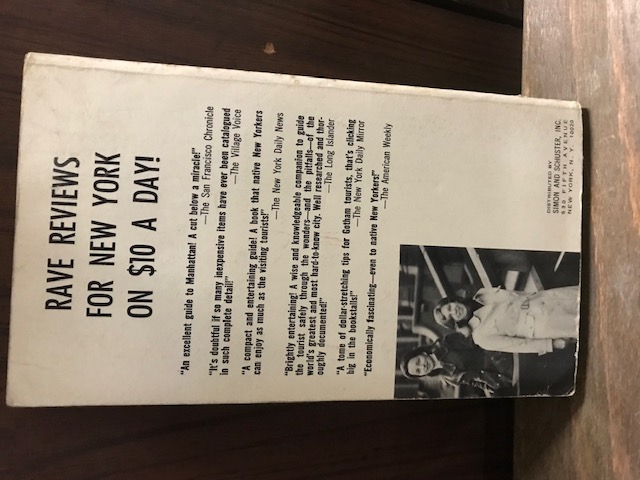 RAVE REVIEWS
FOR NEW YORK
ON $10 A DAY!
"An excellent guide to Manhattan! A cut below a miracle!"
—The San Francisco Chronicle
"It's doubtful if so many inexpensive items have ever been catalogued
in such complete detail!"
—The Village Voice
"A compact and entertaining guide! A book that native New Yorkers
can enjoy as much as the visiting tourists!"
—The New York Daily News
"Brightly entertaining! A wise and knowledgeable companion to guide
the tourist safely through the wonders—and the pitfalls—of the
world's greatest and most hard-to-know city. Well researched and thor-
oughly documented!"
—The Long Islander
"A tome of dollar-stretching tips for Gotham tourists, that's clicking
big in the bookstalls!"
—The New York Daily Mirror
"Economically fascinating—even to native New Yorkers!"
—The American Weekly
DISTRIBUTED BY
SIMON AND SCHUSTER, INC.
630 FIFTH AVENUE
NEW YORK, N. Y. 10020